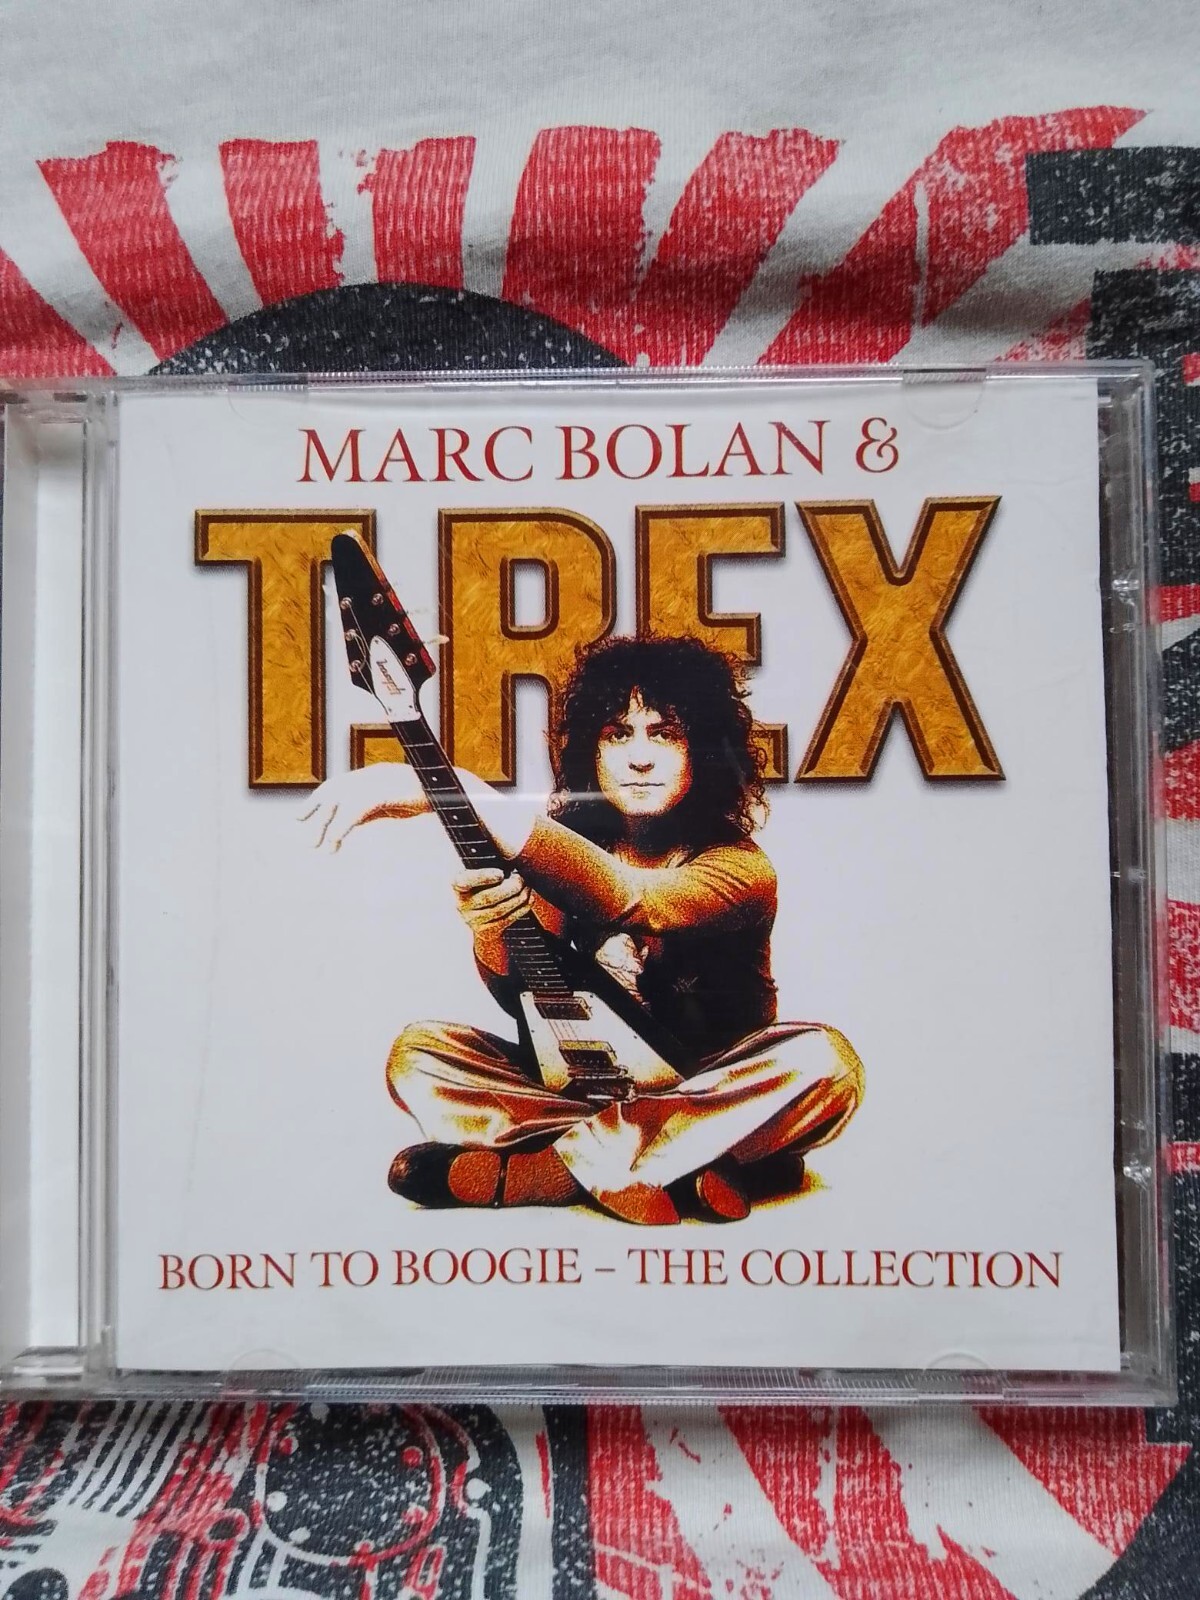 MARC BOLAN &
T.REX
BORN TO BOOGIE – THE COLLECTION